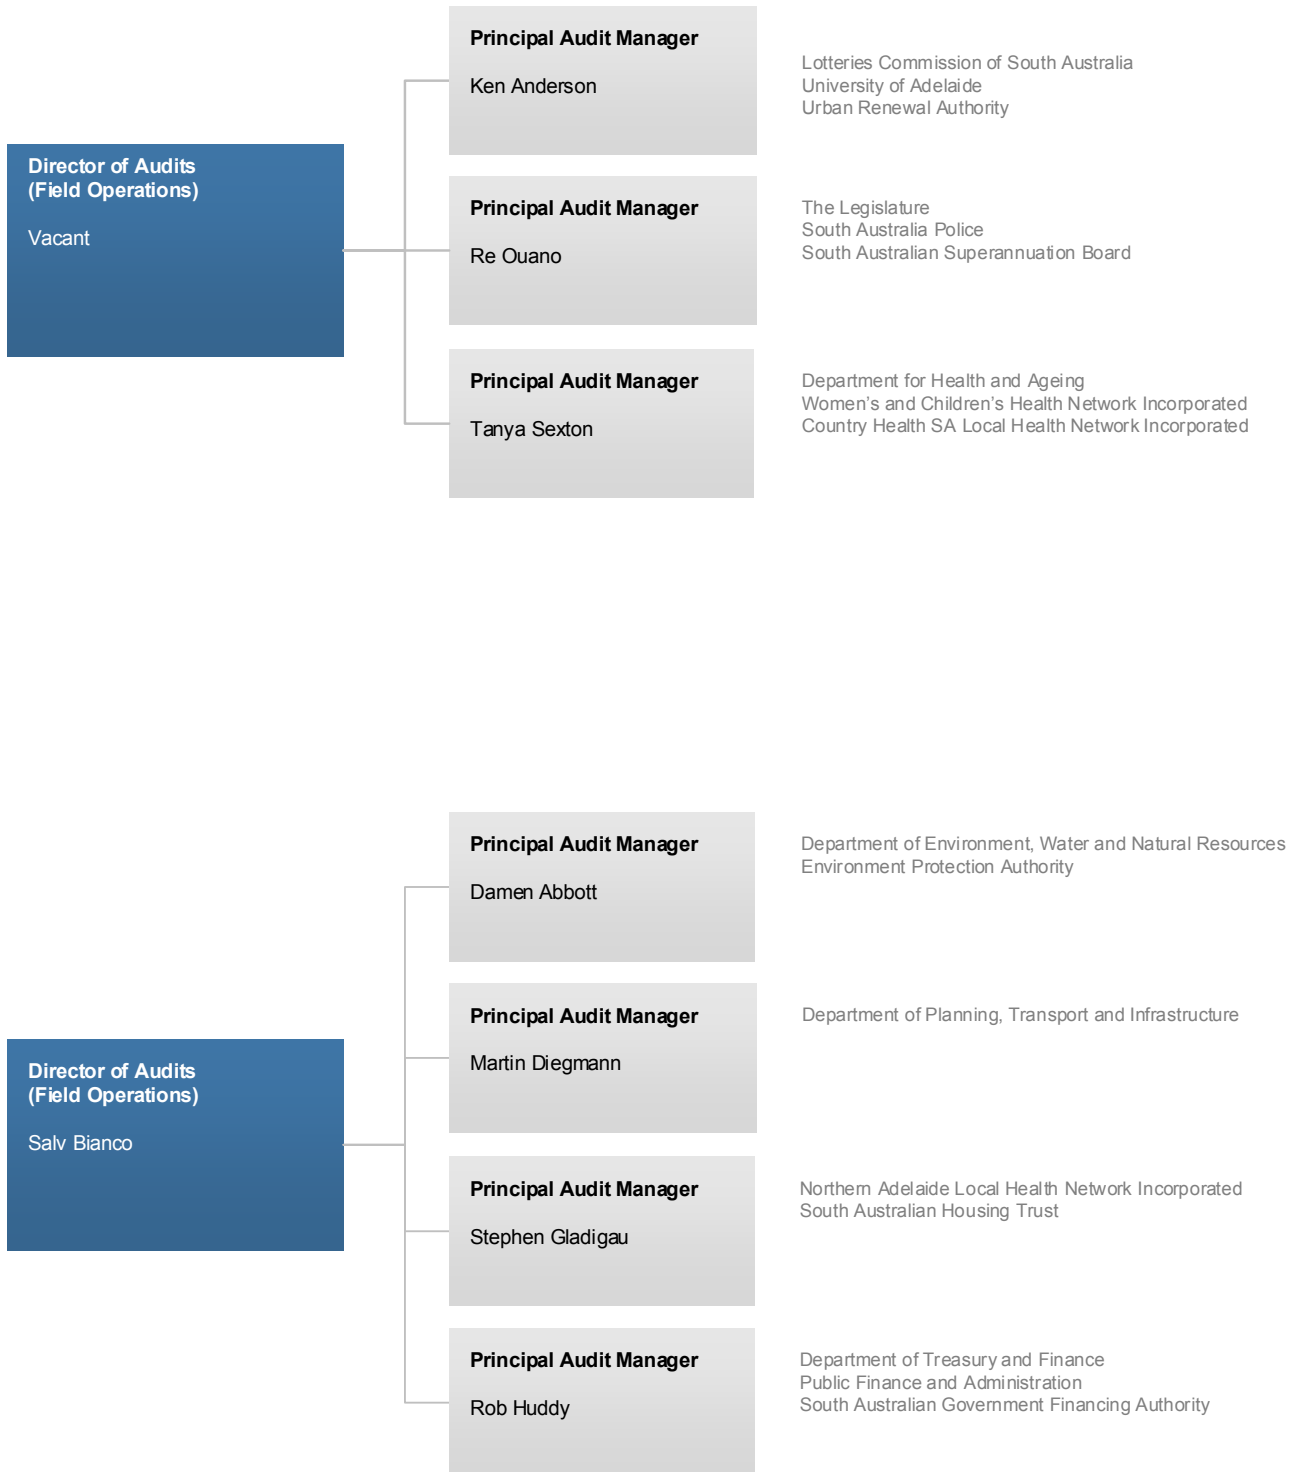 Principal Audit Manager
Ken Anderson
Lotteries Commission of South Australia
University of Adelaide
Urban Renewal Authority
Director of Audits
(Field Operations)
Vacant
Principal Audit Manager
Re Ouano
The Legislature
South Australia Police
South Australian Superannuation Board
Principal Audit Manager
Tanya Sexton
Department for Health and Ageing
Women’s and Children’s Health Network Incorporated
Country Health SA Local Health Network Incorporated
Principal Audit Manager
Damen Abbott
Department of Environment, Water and Natural Resources
Environment Protection Authority
Principal Audit Manager
Martin Diegmann
Department of Planning, Transport and Infrastructure
Director of Audits
(Field Operations)
Salv Bianco
Principal Audit Manager
Stephen Gladigau
Northern Adelaide Local Health Network Incorporated
South Australian Housing Trust
Principal Audit Manager
Rob Huddy
Department of Treasury and Finance
Public Finance and Administration
South Australian Government Financing Authority